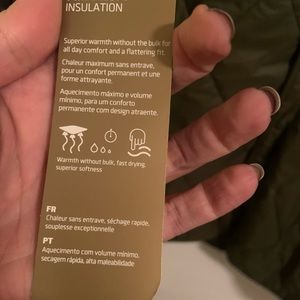 INSULATION
Superior warmth without the bulk for
all day comfort and a flattering fit.
Chaleur maximum sans entrave,
pour un confort permanent et une
forme attrayante.
Aquecimento máximo e volume
mínimo, para um conforto
permanente com design atraente.
Warmth without bulk, fast drying,
superior softness
FR
Chaleur sans entrave, séchage rapide,
souplesse exceptionnelle
PT
Aquecimento com volume mínimo,
secagem rápida, alta maleabilidade